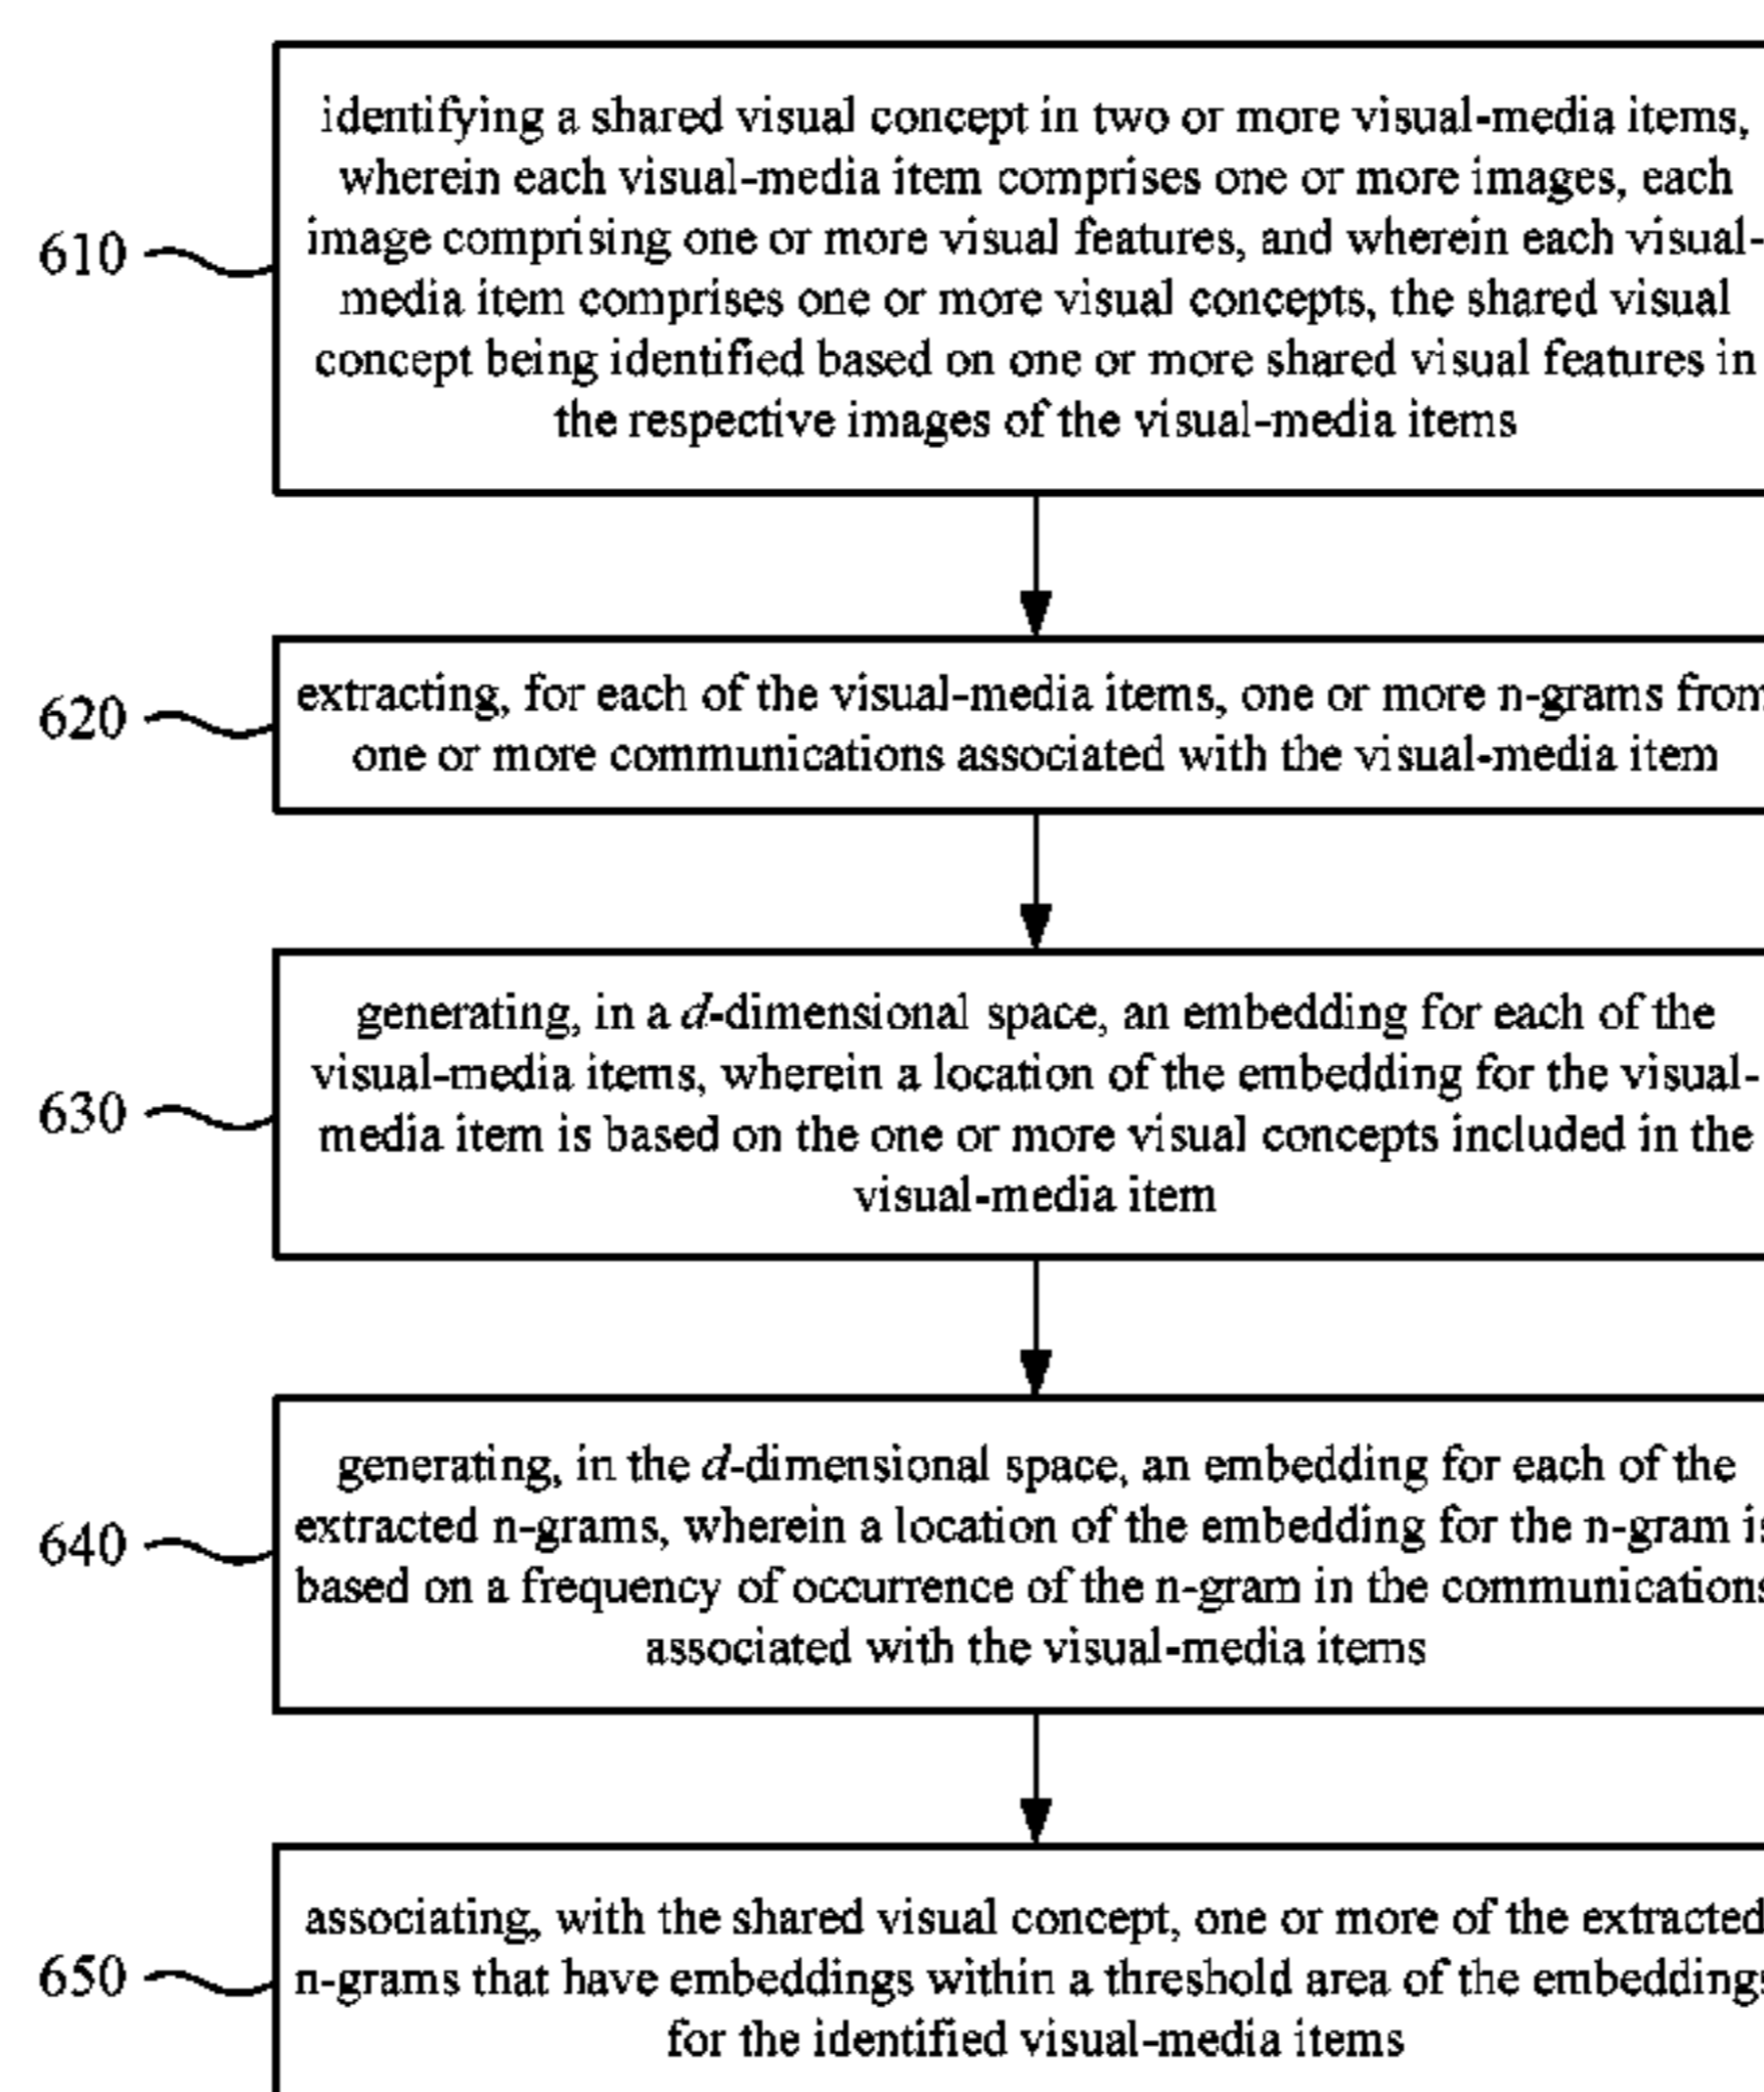 identifying a shared visual concept in two or more visual-media items,
wherein each visual-media item comprises one or more images, each
610
image comprising one or more visual features, and wherein each visual-
media item comprises one or more visual concepts, the shared visual
concept being identified based on one or more shared visual features in
the respective images of the visual-media items
620
extracting, for each of the visual-media items, one or more n-grams from
one or more communications associated with the visual-media item
generating, in a d-dimensional space, an embedding for each of the
visual-media items, wherein a location of the embedding for the visual-
630
media item is based on the one or more visual concepts included in the
visual-media item
generating, in the d-dimensional space, an embedding for each of the
extracted n-grams, wherein a location of the embedding for the n-gram is
640
based on a frequency of occurrence of the n-gram in the communications
associated with the visual-media items
associating, with the shared visual concept, one or more of the extracted
650
n-grams that have embeddings within a threshold area of the embeddings
for the identified visual-media items